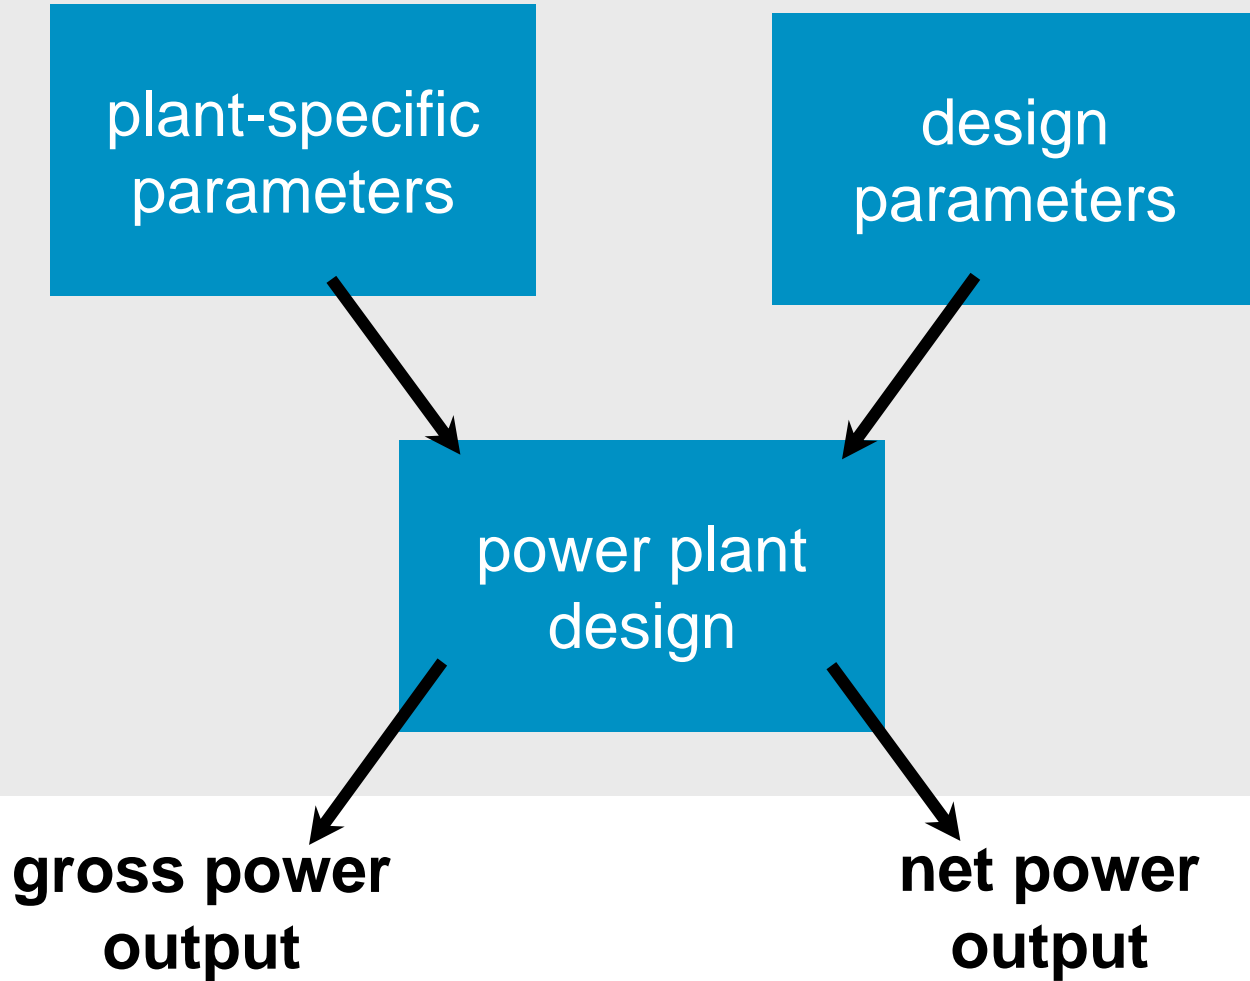 plant-specific
parameters
design
parameters
power plant
design
gross power
output
net power
output